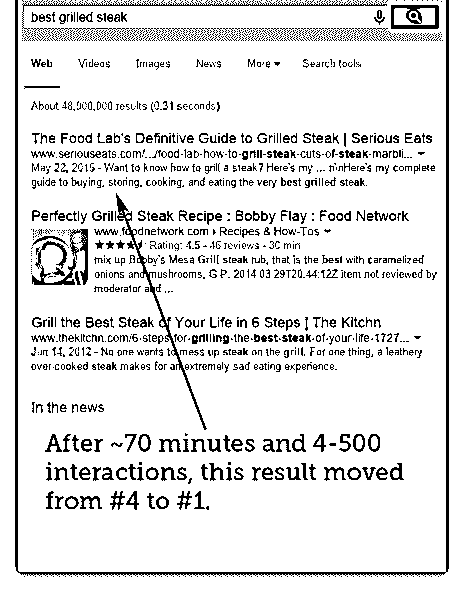 best grilled steak
Web Videos Images News More Search tools
About 48,000,000 results (0.31 seconds)
The Food Lab's Definitive Guide to Grilled Steak | Serious Eats
www.seriouseats.com/.../food-lab-how-to-grill-steak-cuts-of-steak-marbli...
May 22, 2015 - Want to know how to grill a steak? Here's my ... n\nHere's my complete
guide to buying, storing, cooking, and eating the very best grilled steak.
Perfectly Grilled Steak Recipe : Bobby Flay : Food Network
www.foodnetwork.com › Recipes & How-Tos
Rating: 4.5 - 46 reviews - 30 min
mix up Bobby's Mesa Grill steak rub, that is the best with caramelized
onions and mushrooms, G.P. 2014 03 29T20:44:12Z item not reviewed by
moderator and ...
Grill the Best Steak of Your Life in 6 Steps | The Kitchn
www.thekitchn.com/6-steps-for-grilling-the-best-steak-of-your-life-1727...
Jun 14, 2012 - No one wants to mess up steak on the grill. For one thing, a leathery
over-cooked steak makes for an extremely sad eating experience.
In the news
After ~70 minutes and 4-500
interactions, this result moved
from #4 to #1.